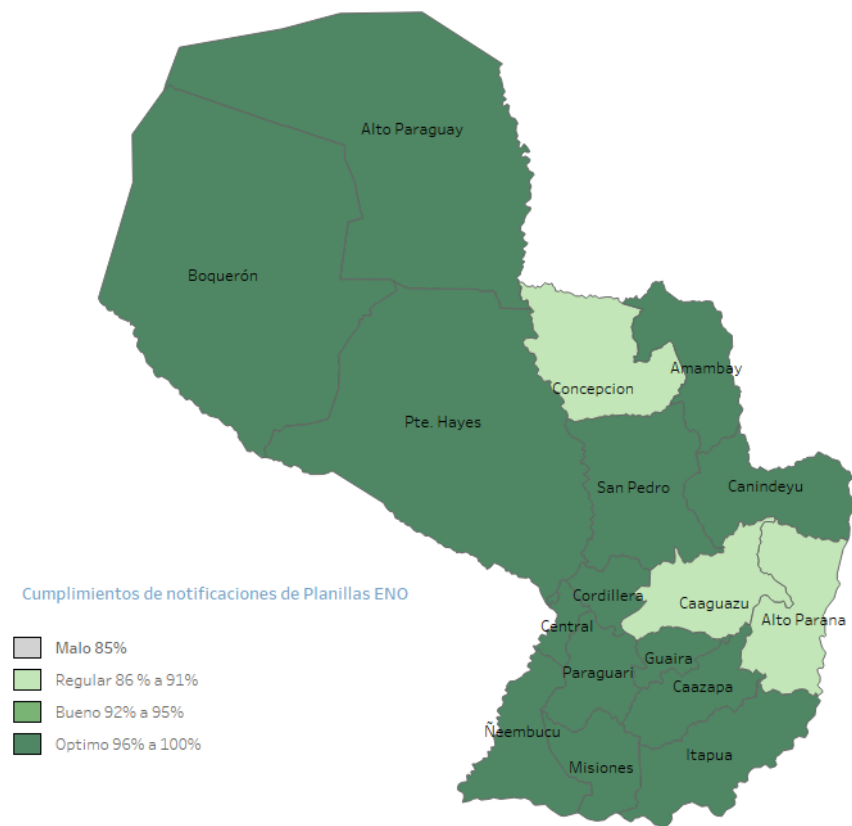 Alto Paraguay
Boquerón
Amambay
Concepcion
Pte. Hayes
San Pedro
Canindeyu
Cumplimientos de notificaciones de Planillas ENO
Cordillera
Caaguazu
Central
Alto Parana
Malo 85%
Guaira
Paraguari
Regular 86 % a 91%
Caazapa
Bueno 92% a 95%
Ñeembucu
Optimo 96% a 100%
Itapua
Misiones